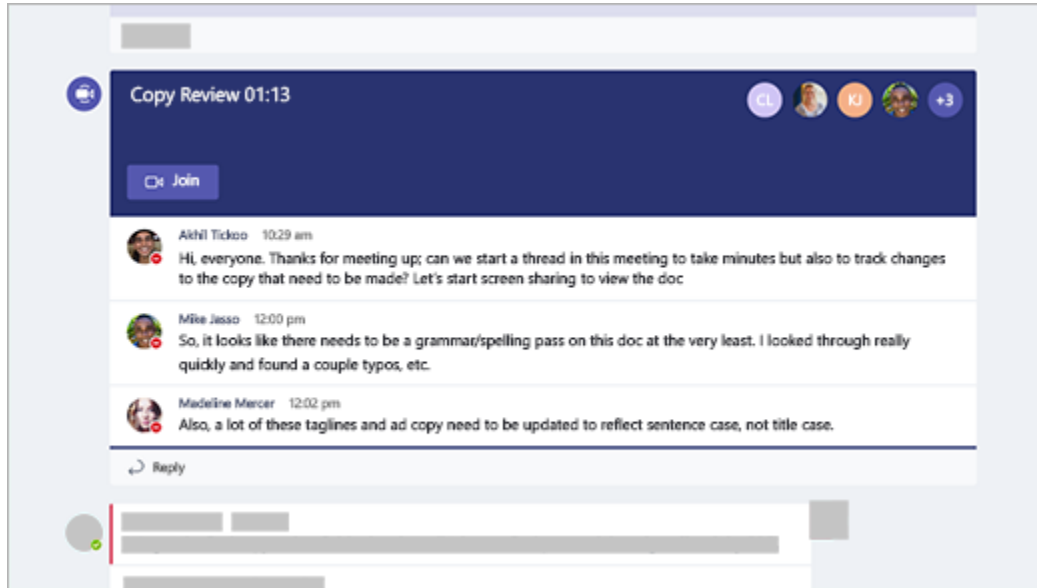 Copy Review 01:13
CL
KJ
+3
Join
Akhil Tickoo 10:29 am
Hi, everyone. Thanks for meeting up; can we start a thread in this meeting to take minutes but also to track changes
to the copy that need to be made? Let's start screen sharing to view the doc
Mike Jasso 12:00 pm
So, it looks like there needs to be a grammar/spelling pass on this doc at the very least. I looked through really
quickly and found a couple typos, etc.
Madeline Mercer 12:02 pm
Also, a lot of these taglines and ad copy need to be updated to reflect sentence case, not title case.
Reply